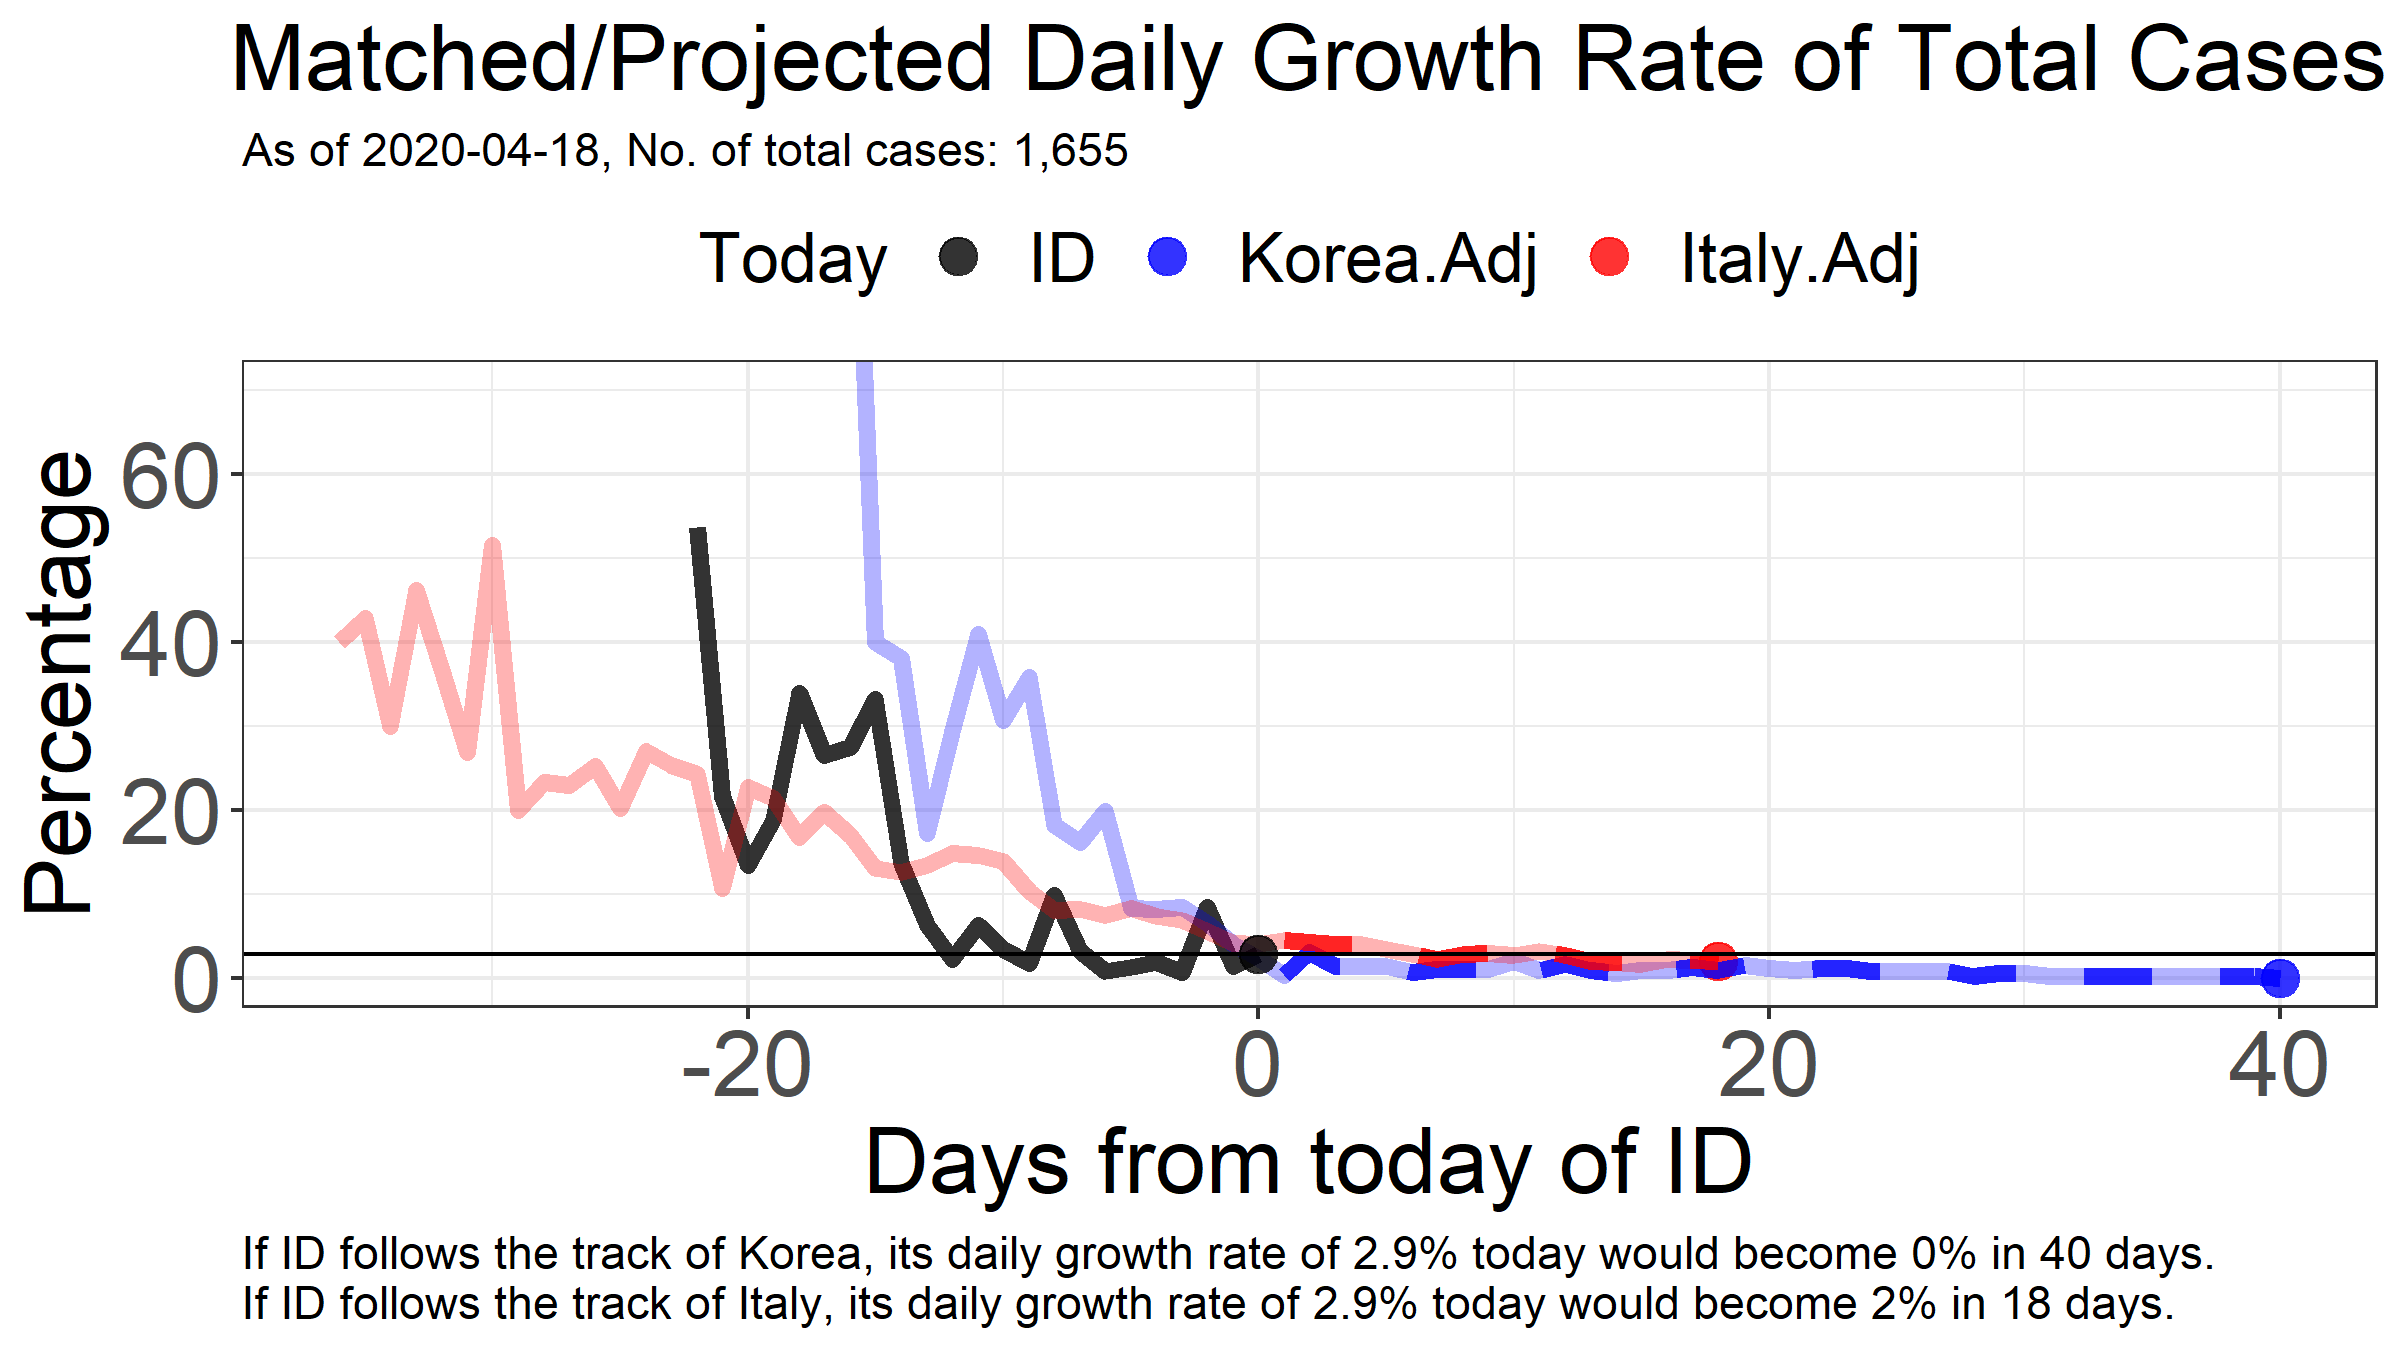 Matched/Projected Daily Growth Rate of Total Cases
As of 2020-04-18, No. of total cases: 1,655
Today ID Korea.Adj Italy.Adj
Percentage
60
40
20
0
-20 0 20 40
Days from today of ID
If ID follows the track of Korea, its daily growth rate of 2.9% today would become 0% in 40 days.
If ID follows the track of Italy, its daily growth rate of 2.9% today would become 2% in 18 days.